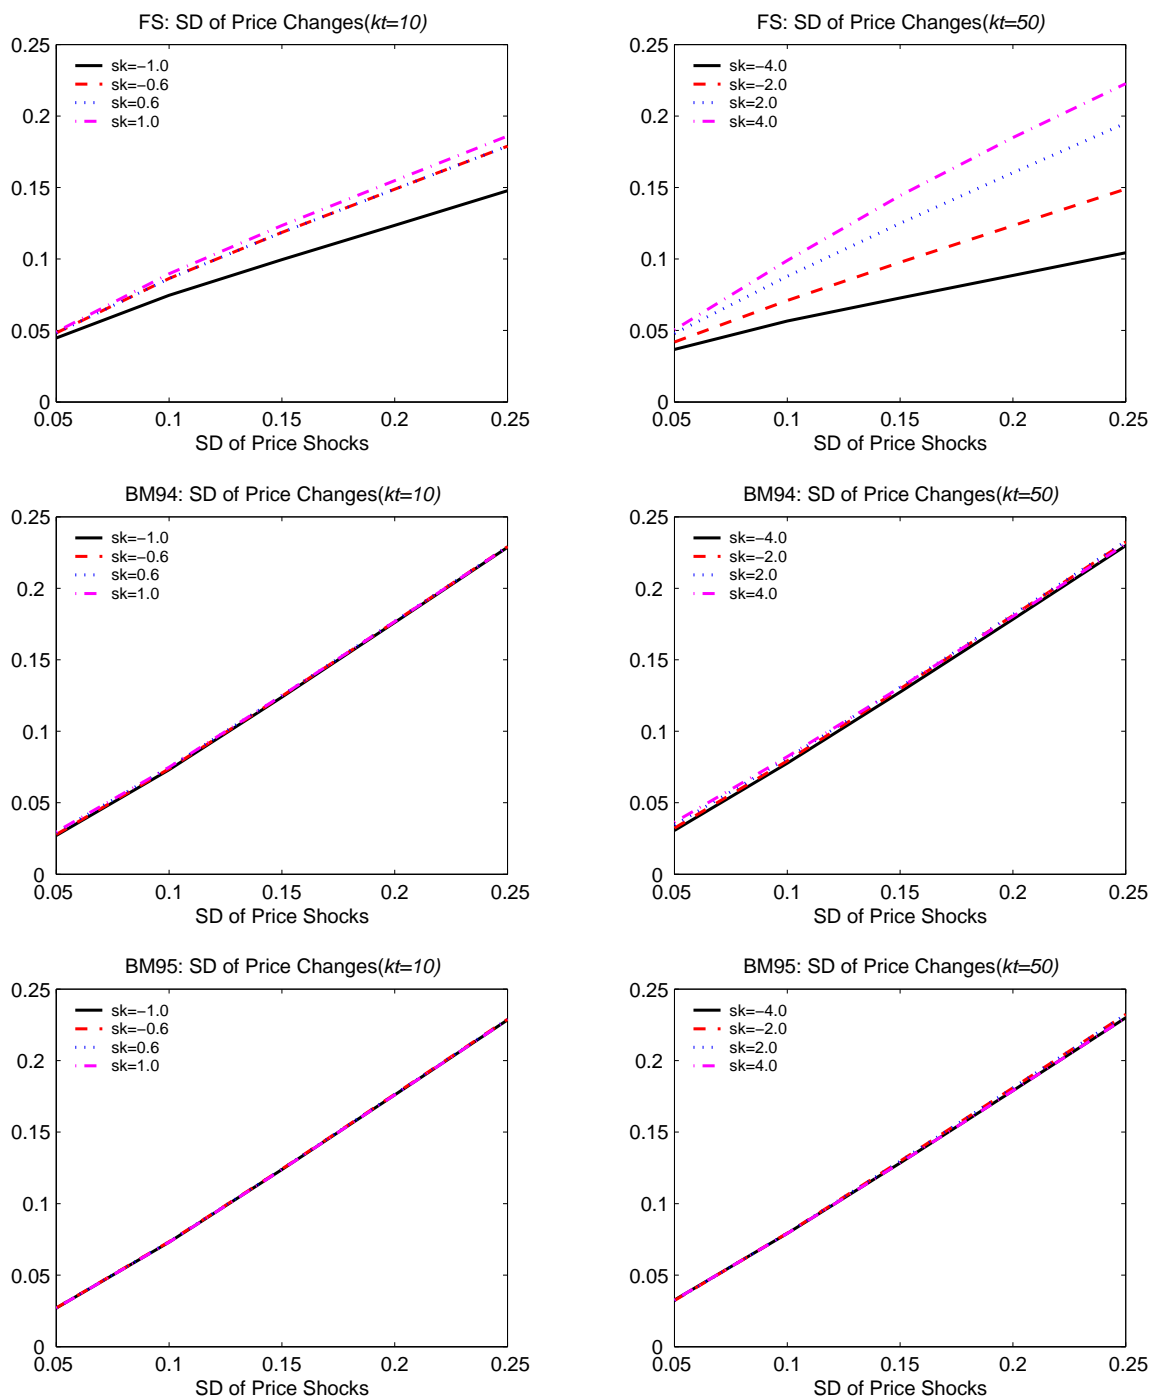 FS: SD of Price Changes(kt=10)
0.25
0.2
0.15
0.1
0.05
0
sk=−1.0
sk=−0.6
sk=0.6
sk=1.0
0.05 0.1 0.15 0.2 0.25
SD of Price Shocks
FS: SD of Price Changes(kt=50)
0.25
0.2
0.15
0.1
0.05
0
sk=−4.0
sk=−2.0
sk=2.0
sk=4.0
0.05 0.1 0.15 0.2 0.25
SD of Price Shocks
BM94: SD of Price Changes(kt=10)
0.25
0.2
0.15
0.1
0.05
0
sk=−1.0
sk=−0.6
sk=0.6
sk=1.0
0.05 0.1 0.15 0.2 0.25
SD of Price Shocks
BM94: SD of Price Changes(kt=50)
0.25
0.2
0.15
0.1
0.05
0
sk=−4.0
sk=−2.0
sk=2.0
sk=4.0
0.05 0.1 0.15 0.2 0.25
SD of Price Shocks
BM95: SD of Price Changes(kt=10)
0.25
0.2
0.15
0.1
0.05
0
sk=−1.0
sk=−0.6
sk=0.6
sk=1.0
0.05 0.1 0.15 0.2 0.25
SD of Price Shocks
BM95: SD of Price Changes(kt=50)
0.25
0.2
0.15
0.1
0.05
0
sk=−4.0
sk=−2.0
sk=2.0
sk=4.0
0.05 0.1 0.15 0.2 0.25
SD of Price Shocks